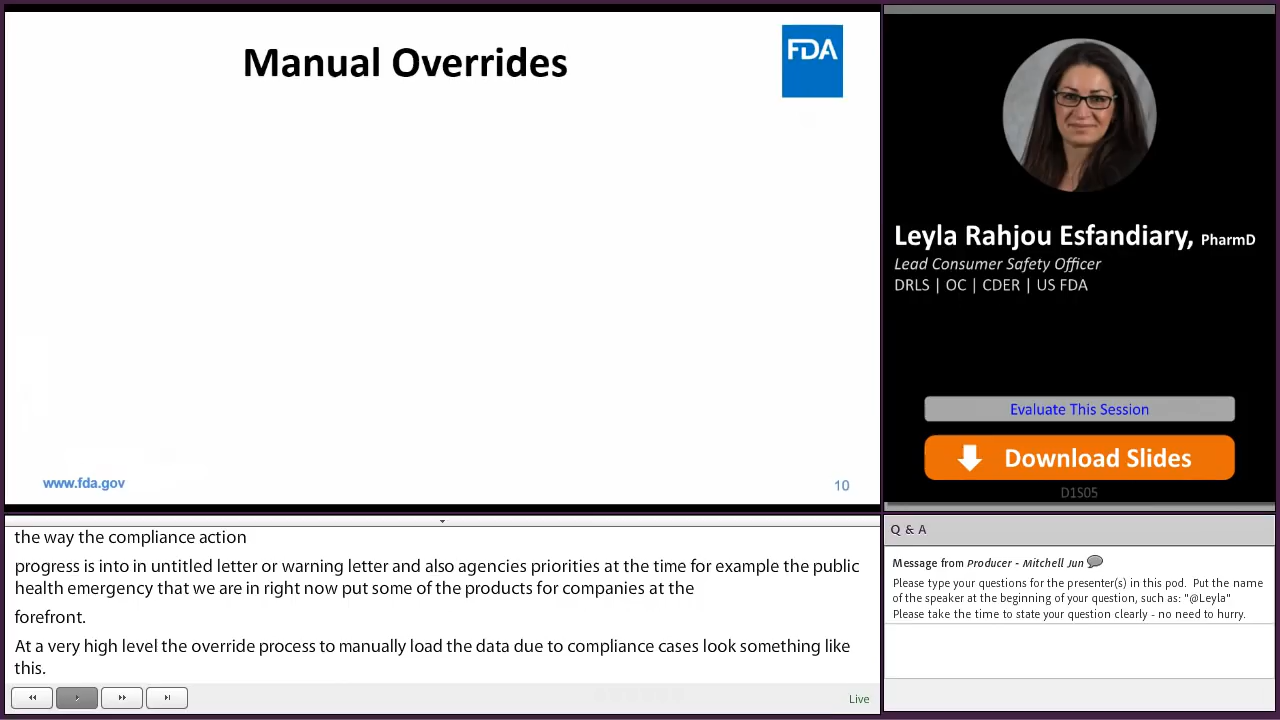 Manual Overrides
FDA
www.fda.gov
10
Leyla Rahjou Esfandiary, PharmD
Lead Consumer Safety Officer
DRLS | OC | CDER | US FDA
Evaluate This Session
Download Slides
D1S05
the way the compliance action
progress is into in untitled letter or warning letter and also agencies priorities at the time for example the public
health emergency that we are in right now put some of the products for companies at the
forefront.
At a very high level the override process to manually load the data due to compliance cases look something like
this.
Live
Q & A
Message from Producer - Mitchell Jun
Please type your questions for the presenter(s) in this pod. Put the name
of the speaker at the beginning of your question, such as: "@Leyla"
Please take the time to state your question clearly - no need to hurry.